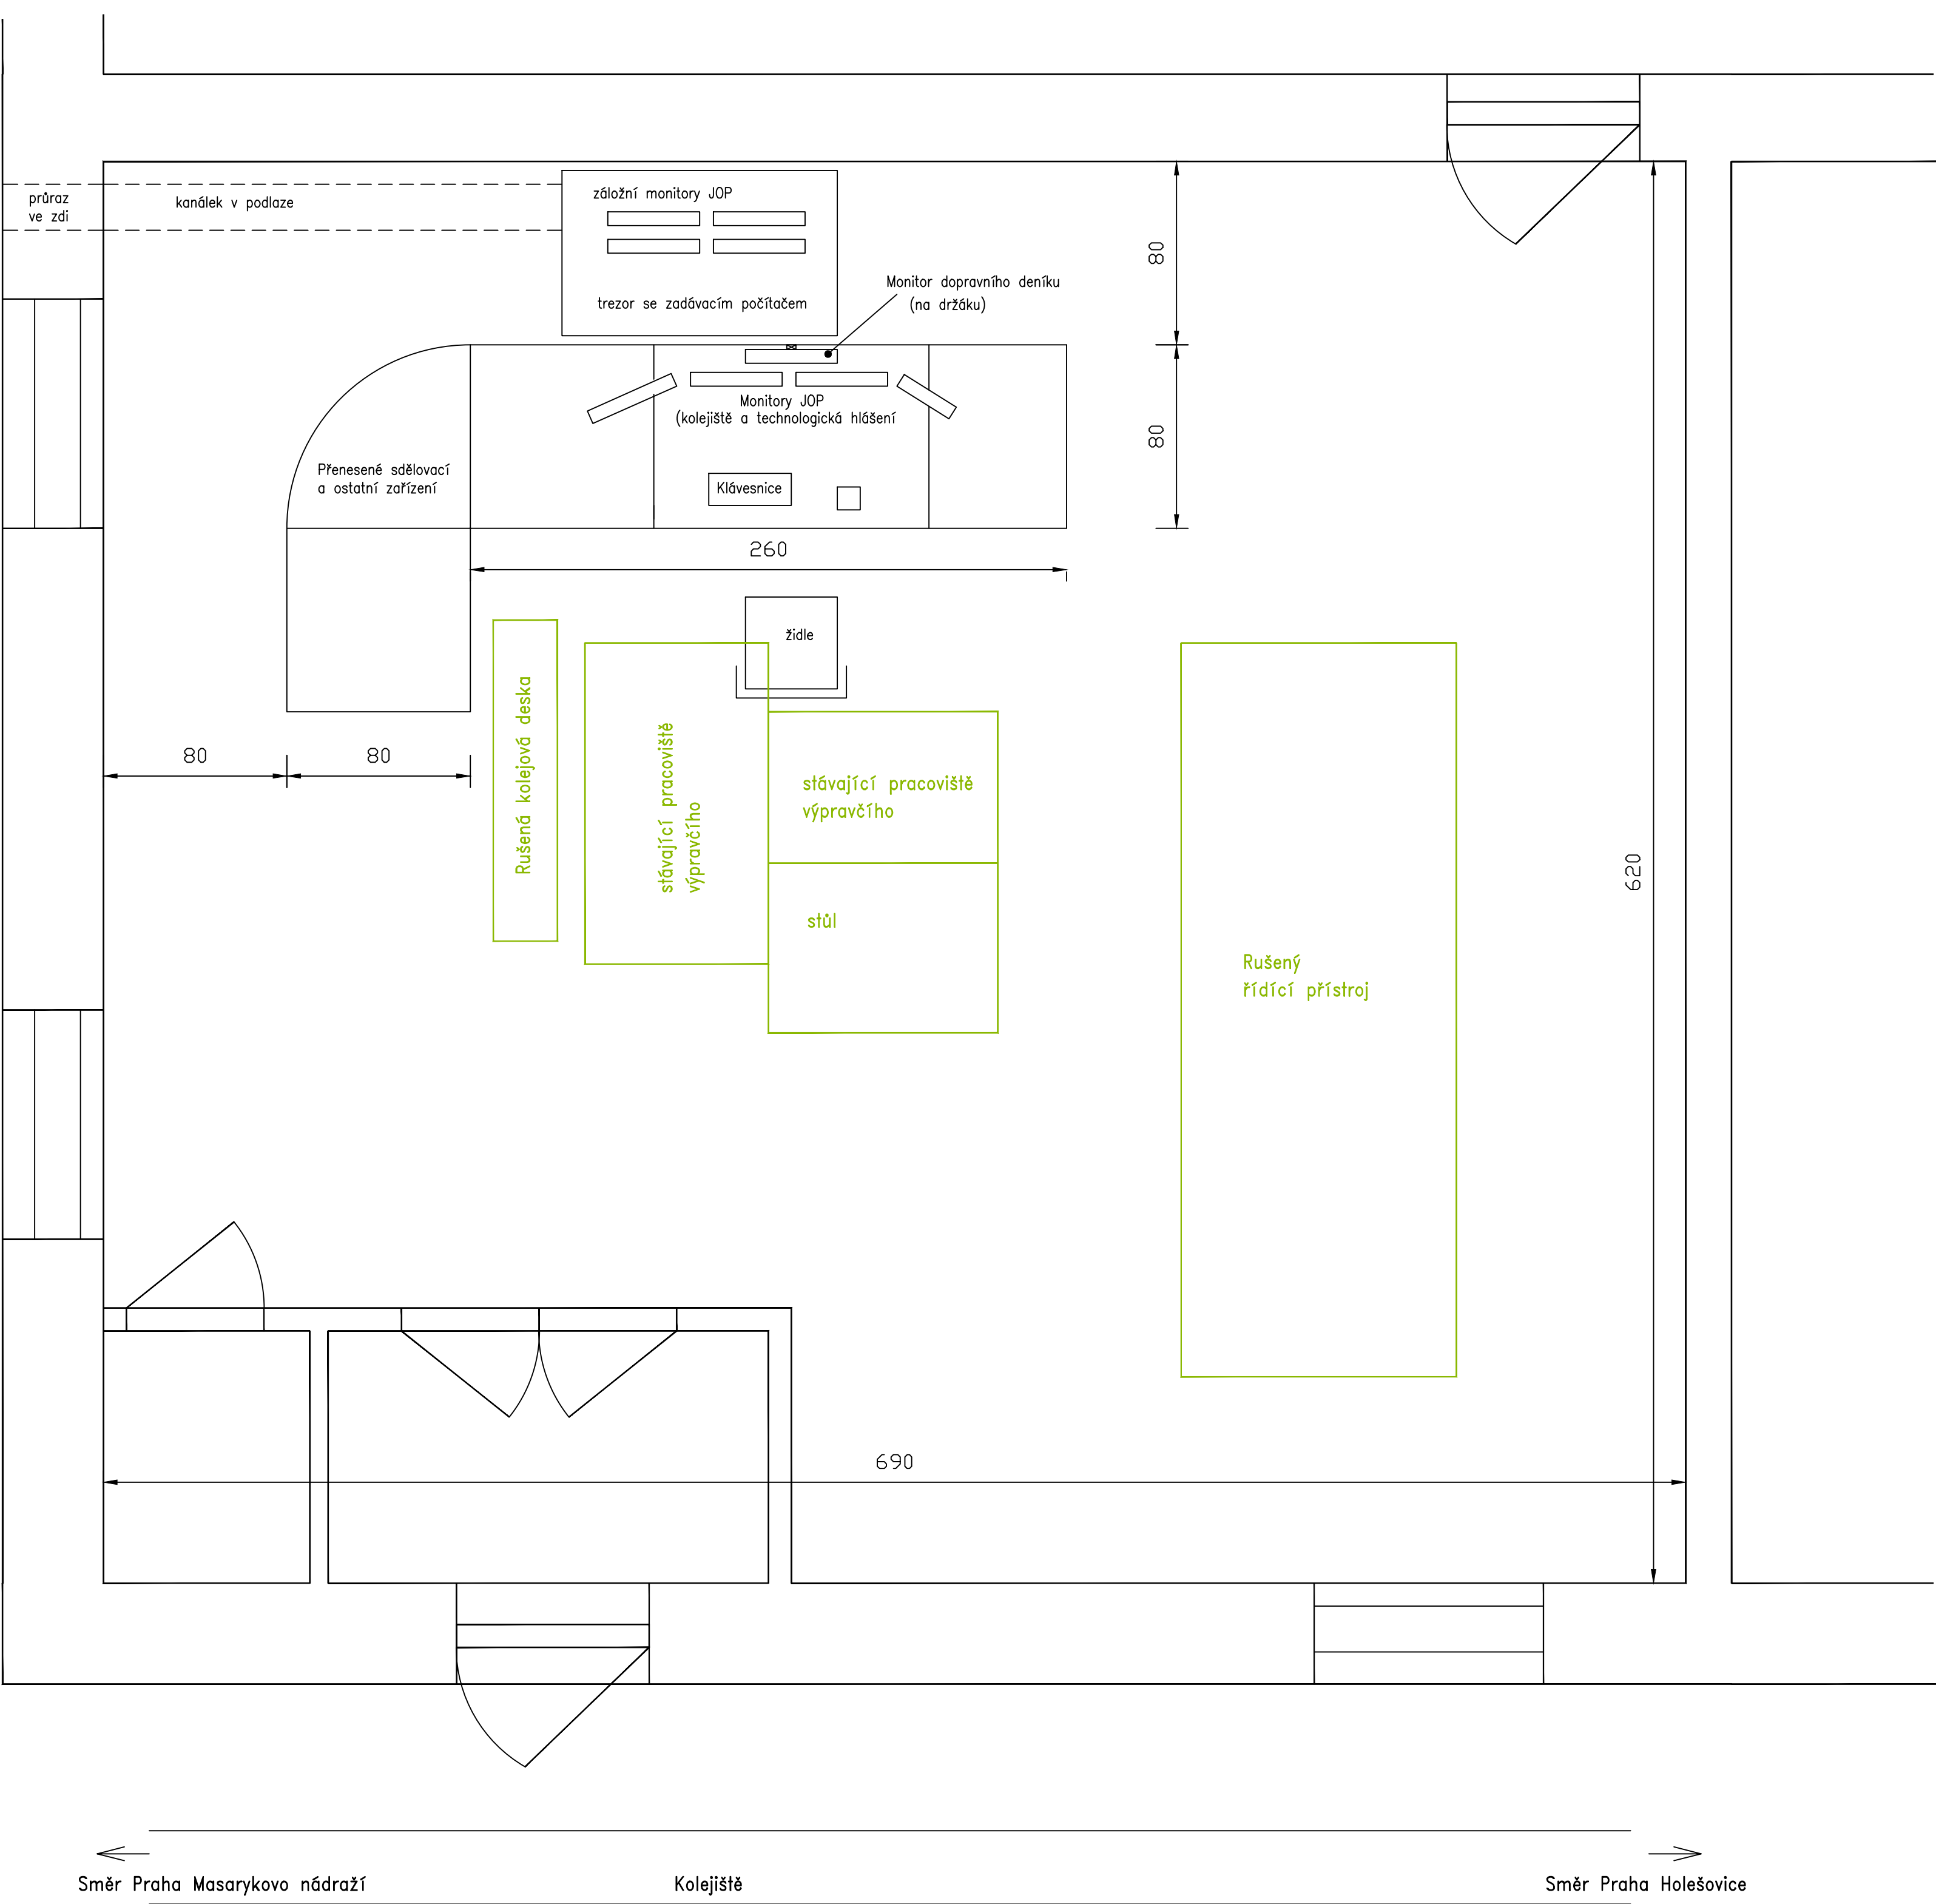 průraz
ve zdi
kanálek v podlaze
záložní monitory JOP
trezor se zadávacím počítačem
Monitor dopravního deníku
(na držáku)
80
80
Monitory JOP
(kolejiště a technologická hlášení
Přenesené sdělovací
a ostatní zařízení
Klávesnice
260
židle
80
80
Rušená kolejová deska
stávající pracoviště
výpravčího
stávající pracoviště
výpravčího
stůl
620
Rušený
řídící přístroj
690
Směr Praha Masarykovo nádraží
Kolejiště
Směr Praha Holešovice